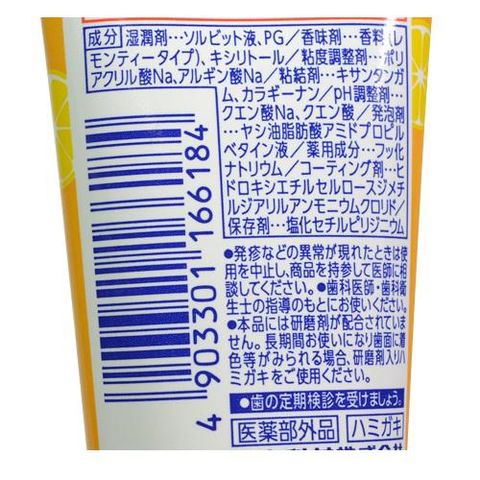 成分 湿潤剤…ソルビット液、PG／香味剤…香料(レ
モンティータイプ)、キシリトール／粘度調整剤…ポリ
アクリル酸Na、アルギン酸Na／粘結剤…キサンタンガ
ム、カラギーナン／pH調整剤…
クエン酸Na、クエン酸／発泡剤
…ヤシ油脂肪酸アミドプロピル
ベタイン液／薬用成分…フッ化
ナトリウム／コーティング剤…ヒ
ドロキシエチルセルロースジメチ
ルジアリルアンモニウムクロリド／
保存剤…塩化セチルピリジニウム
●発疹などの異常が現れたときは使
用を中止し、商品を持参して医師に相
談してください。●歯科医師・歯科衛
生士の指導のもとにお使いください。
●本品には研磨剤が配合されていま
せん。長期間お使いになり歯面に着
色等がみられる場合、研磨剤入りハ
ミガキをご使用ください。
●歯の定期検診を受けましょう。
医薬部外品 ハミガキ
4 903301 166184